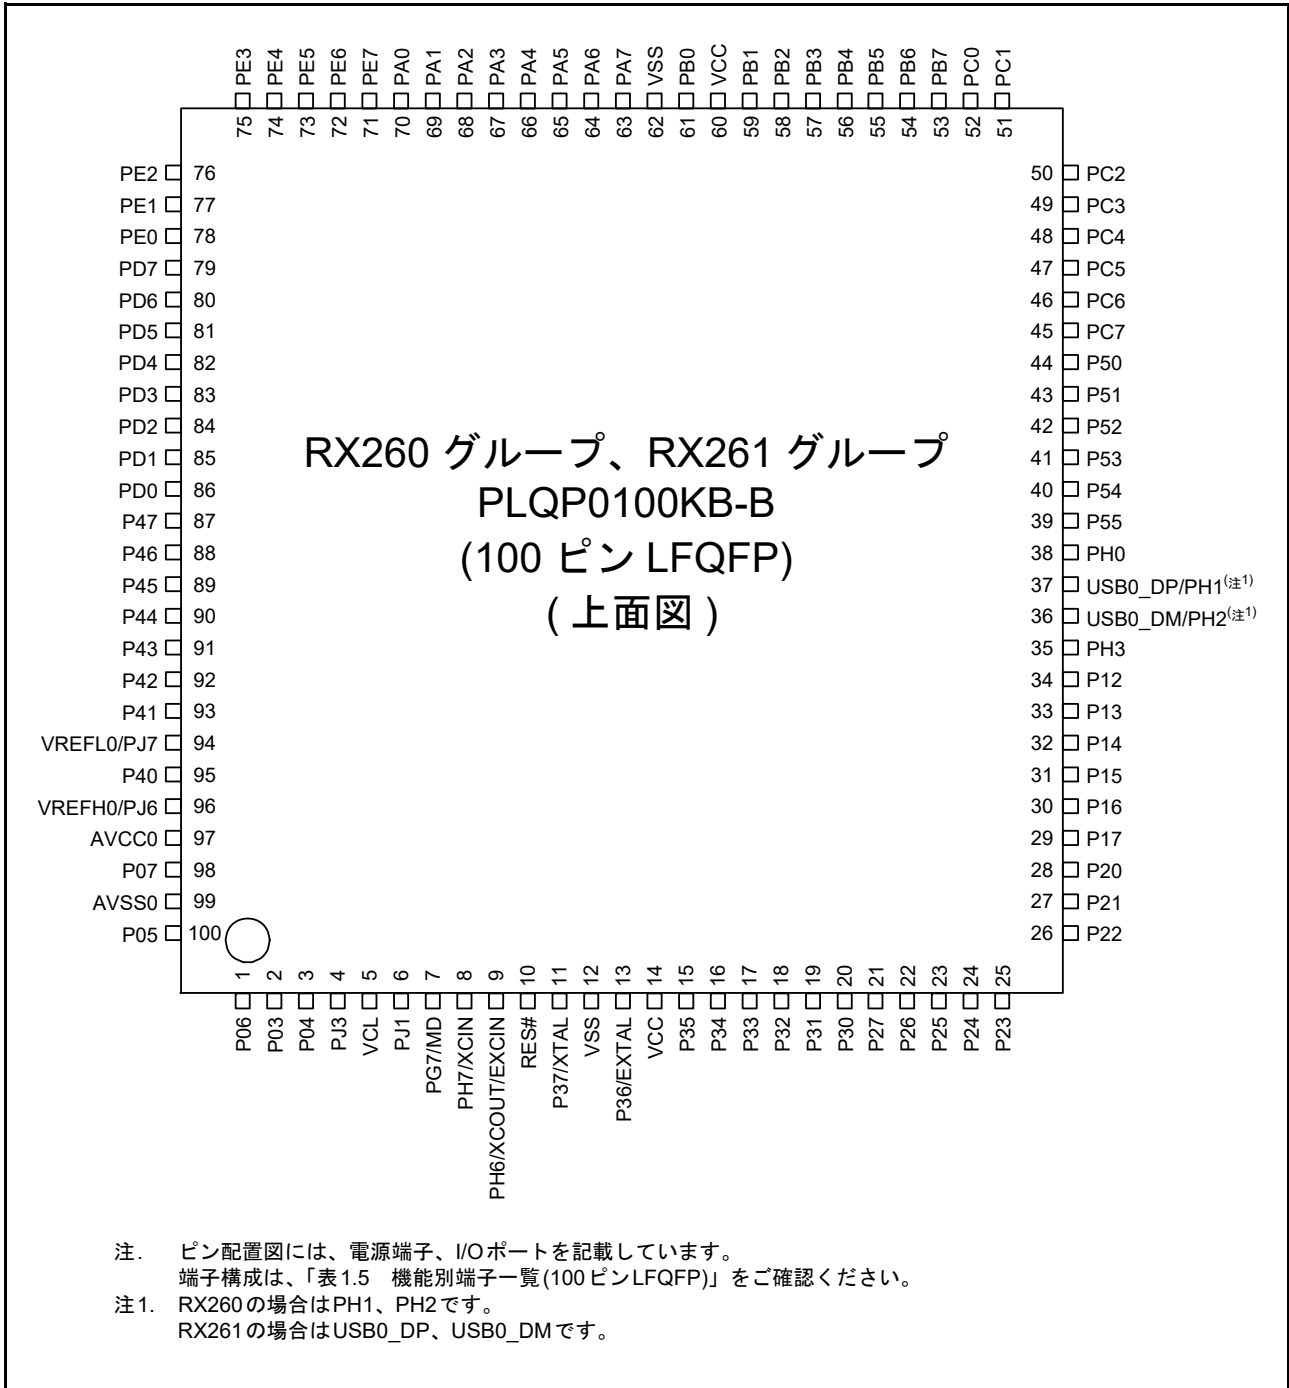 PE3 PE4 PE5 PE6 PE7 PA0 PA1 PA2 PA3 PA4 PA5 PA6 PA7 VSS PB0 VCC PB1 PB2 PB3 PB4 PB5 PB6 PB7 PC0 PC1
75 74 73 72 71 70 69 68 67 66 65 64 63 62 61 60 59 58 57 56 55 54 53 52 51
PE2 76
PE1 77
PE0 78
PD7 79
PD6 80
PD5 81
PD4 82
PD3 83
PD2 84
PD1 85
PD0 86
P47 87
P46 88
P45 89
P44 90
P43 91
P42 92
P41 93
VREFL0/PJ7 94
P40 95
VREFH0/PJ6 96
AVCC0 97
P07 98
AVSS0 99
P05 100
RX260 グループ、RX261 グループ
PLQP0100KB-B
(100 ピン LFQFP)
( 上面図 )
50 PC2
49 PC3
48 PC4
47 PC5
46 PC6
45 PC7
44 P50
43 P51
42 P52
41 P53
40 P54
39 P55
38 PH0
37 USB0_DP/PH1(注1)
36 USB0_DM/PH2(注1)
35 PH3
34 P12
33 P13
32 P14
31 P15
30 P16
29 P17
28 P20
27 P21
26 P22
1 2 3 4 5 6 7 8 9 10 11 12 13 14 15 16 17 18 19 20 21 22 23 24 25
P06 P03 P04 PJ3 VCL PJ1 PG7/MD PH7/XCIN PH6/XCOUT/EXCIN RES# P37/XTAL VSS P36/EXTAL VCC P35 P34 P33 P32 P31 P30 P27 P26 P25 P24 P23
注. ピン配置図には、電源端子、I/Oポートを記載しています。
端子構成は、「表1.5 機能別端子一覧(100ピンLFQFP)」をご確認ください。
注1. RX260の場合はPH1、PH2です。
RX261の場合はUSB0_DP、USB0_DMです。